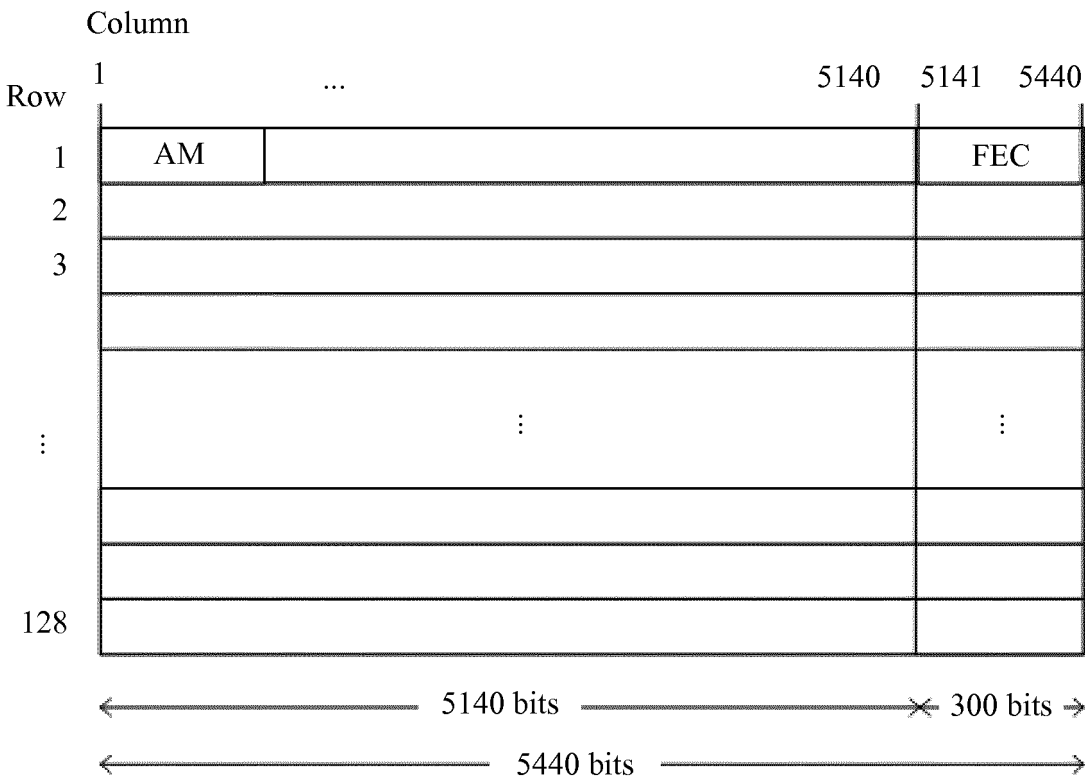 Column
1 ... 5140 5141 5440
Row
1 AM FEC
2
3
⋮ ⋮ ⋮
128
5140 bits 300 bits
5440 bits